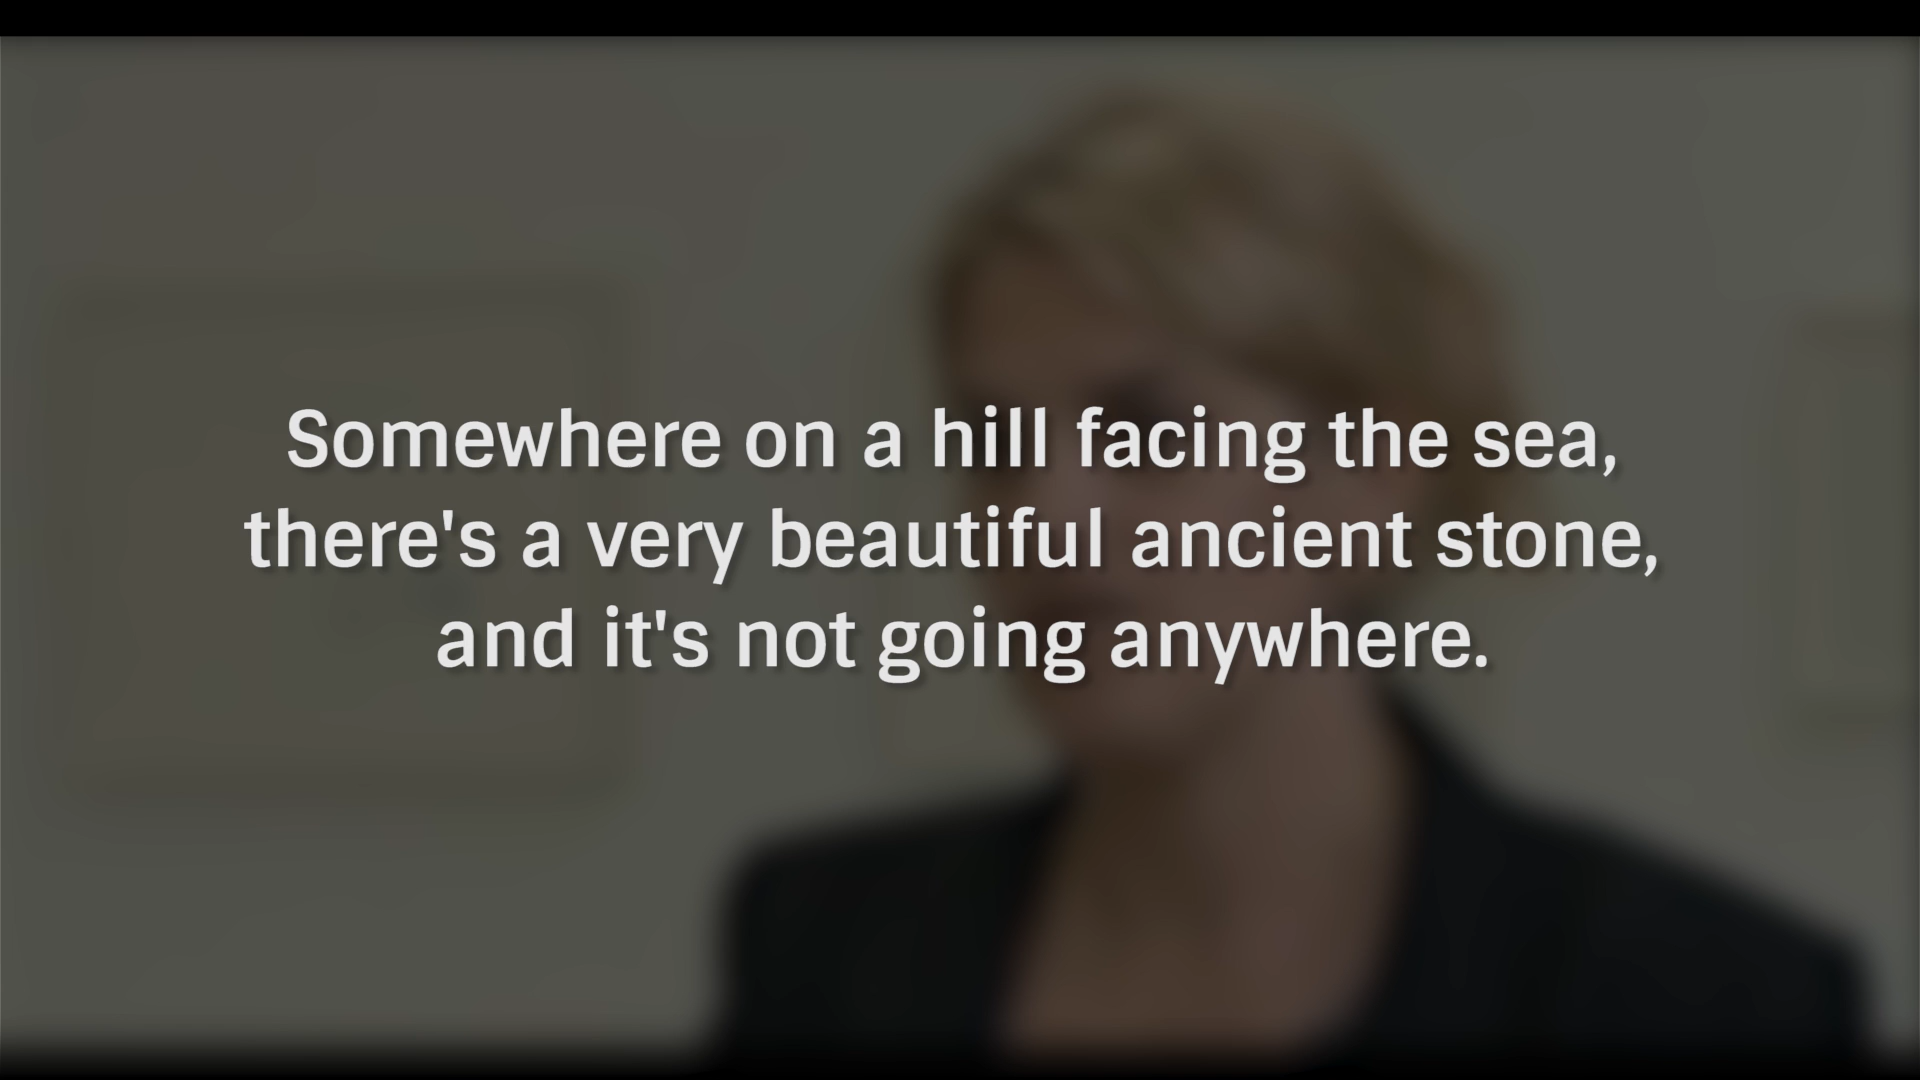 Somewhere on a hill facing the sea,
there's a very beautiful ancient stone,
and it's not going anywhere.